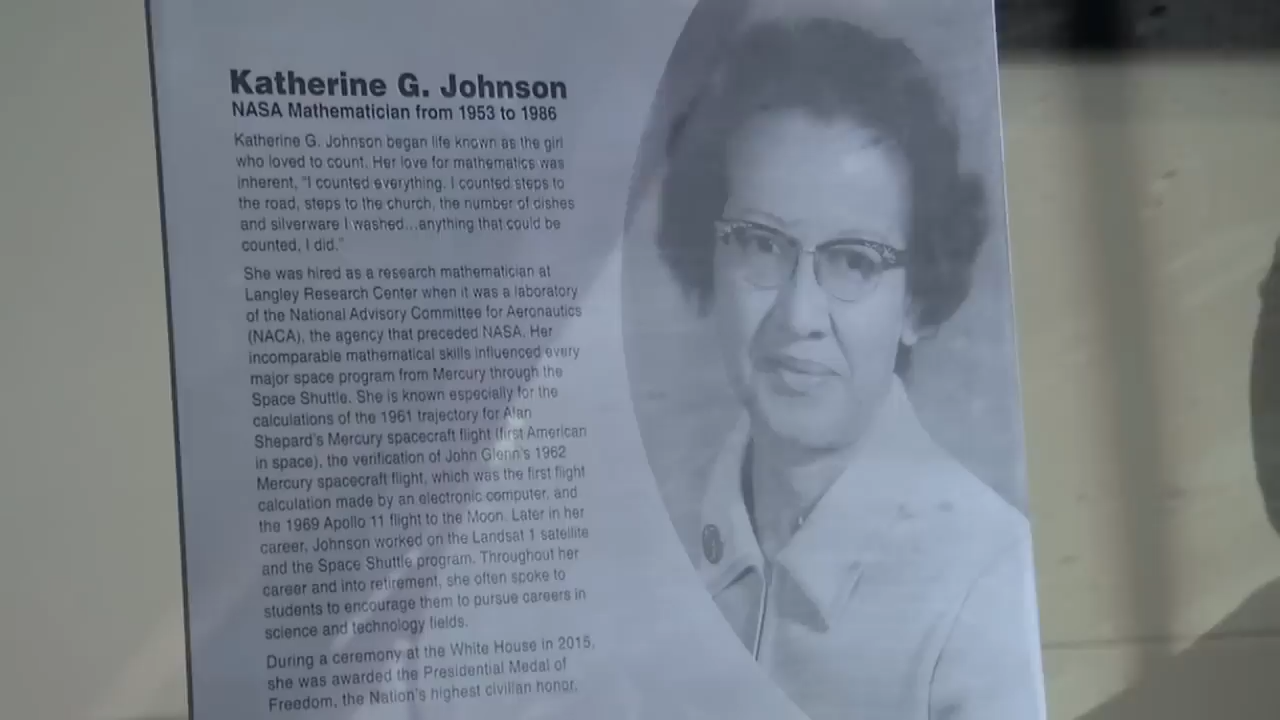 Katherine G. Johnson
NASA Mathematician from 1953 to 1986
Katherine G. Johnson began life known as the girl
who loved to count. Her love for mathematics was
inherent, "I counted everything. I counted steps to
the road, steps to the church, the number of dishes
and silverware I washed...anything that could be
counted, I did."
She was hired as a research mathematician at
Langley Research Center when it was a laboratory
of the National Advisory Committee for Aeronautics
(NACA), the agency that preceded NASA. Her
incomparable mathematical skills influenced every
major space program from Mercury through the
Space Shuttle. She is known especially for the
calculations of the 1961 trajectory for Alan
Shepard's Mercury spacecraft flight (first American
in space), the verification of John Glenn's 1962
Mercury spacecraft flight, which was the first flight
calculation made by an electronic computer, and
the 1969 Apollo 11 flight to the Moon. Later in her
career, Johnson worked on the Landsat 1 satellite
and the Space Shuttle program. Throughout her
career and into retirement, she often spoke to
students to encourage them to pursue careers in
science and technology fields.
During a ceremony at the White House in 2015,
she was awarded the Presidential Medal of
Freedom, the Nation's highest civilian honor.